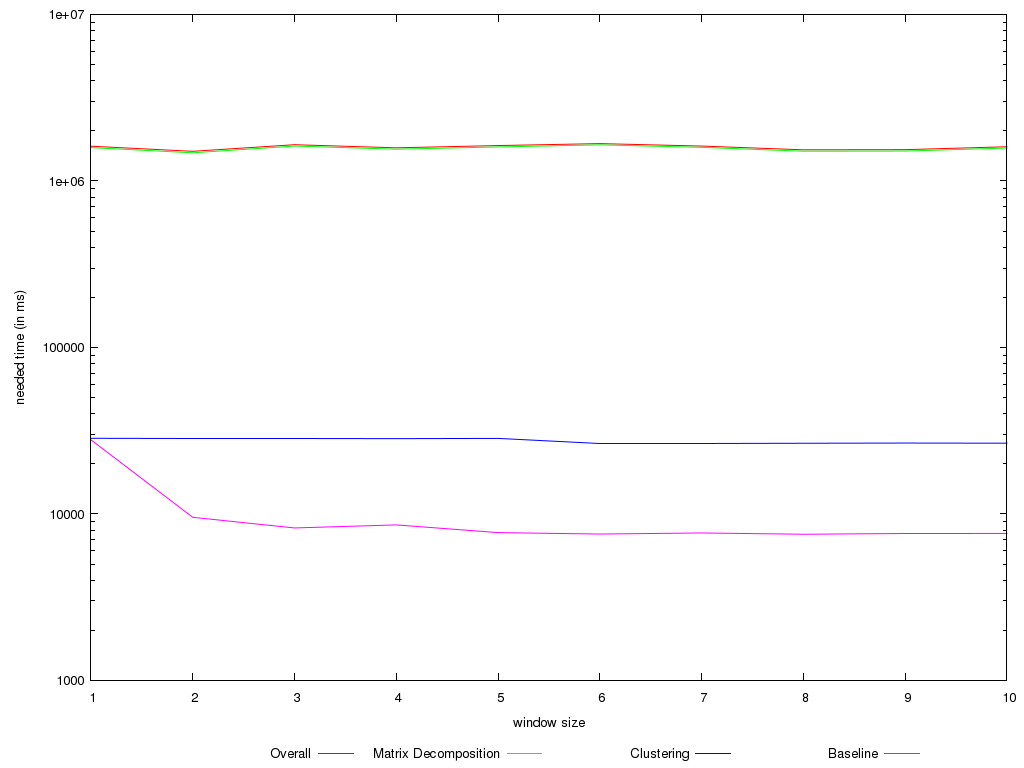 1e+07
1e+06
100000
10000
1000
needed time (in ms)
1 2 3 4 5 6 7 8 9 10
window size
Overall Matrix Decomposition Clustering Baseline